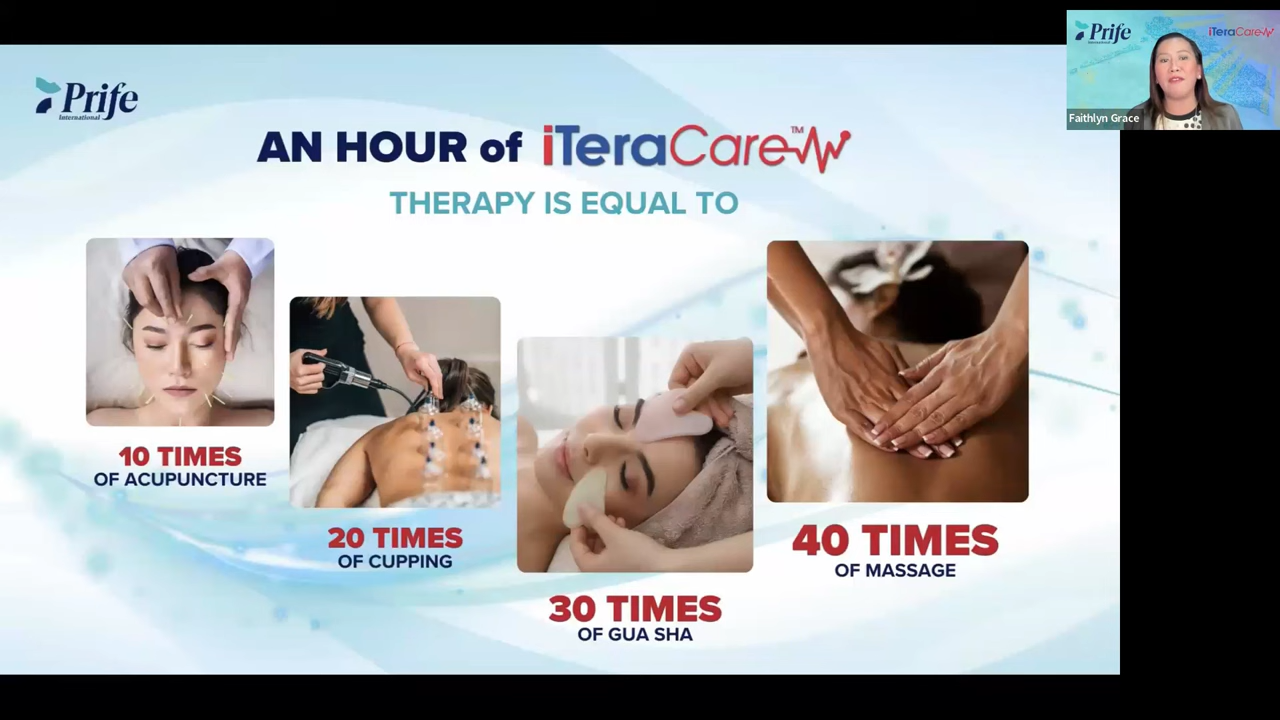 Prife
International
AN HOUR of iTeraCare™
THERAPY IS EQUAL TO
10 TIMES
OF ACUPUNCTURE
20 TIMES
OF CUPPING
30 TIMES
OF GUA SHA
40 TIMES
OF MASSAGE
Prife
International
iTeraCare
Faithlyn Grace